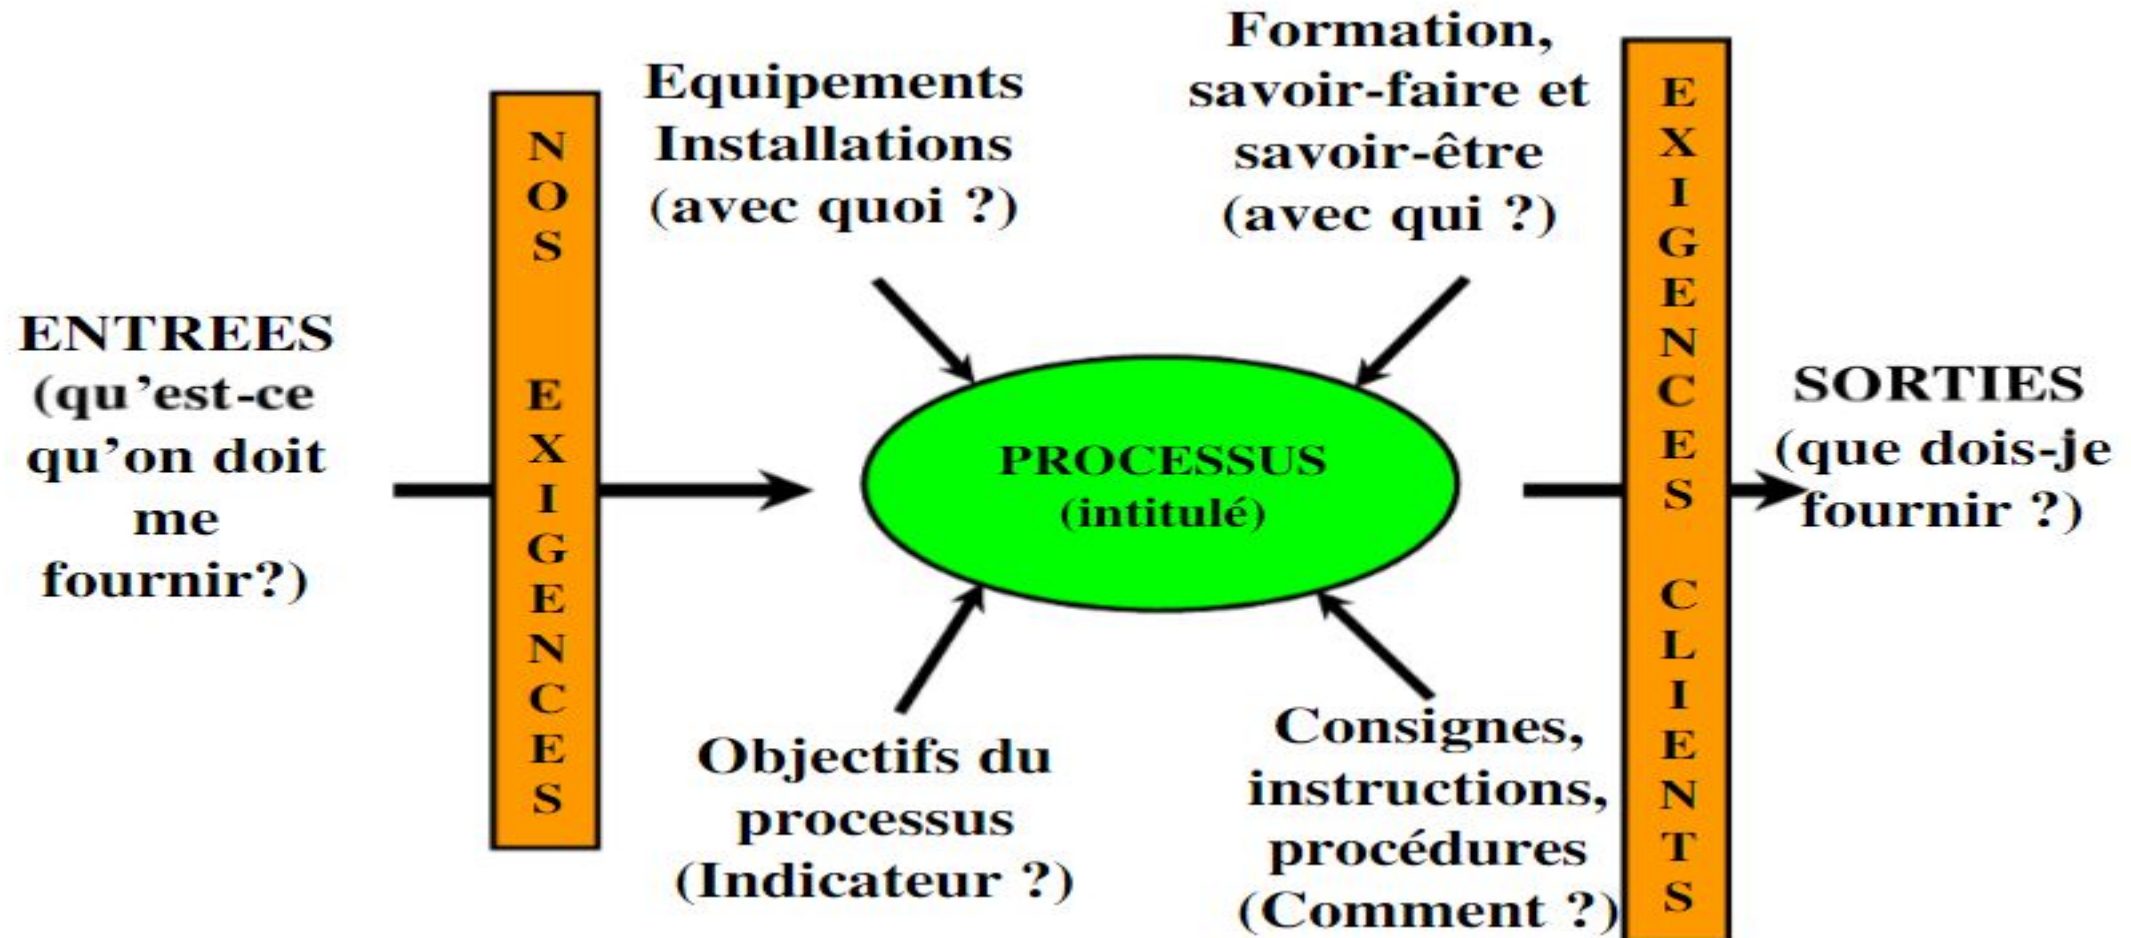 ENTREES
(qu'est-ce
qu'on doit
me
fournir?)
NOS EXIGENCES
Equipements
Installations
(avec quoi ?)
Formation,
savoir-faire et
savoir-être
(avec qui ?)
PROCESSUS
(intitulé)
Objectifs du
processus
(Indicateur ?)
Consignes,
instructions,
procédures
(Comment ?)
EXIGENCES CLIENTS
SORTIES
(que dois-je
fournir ?)